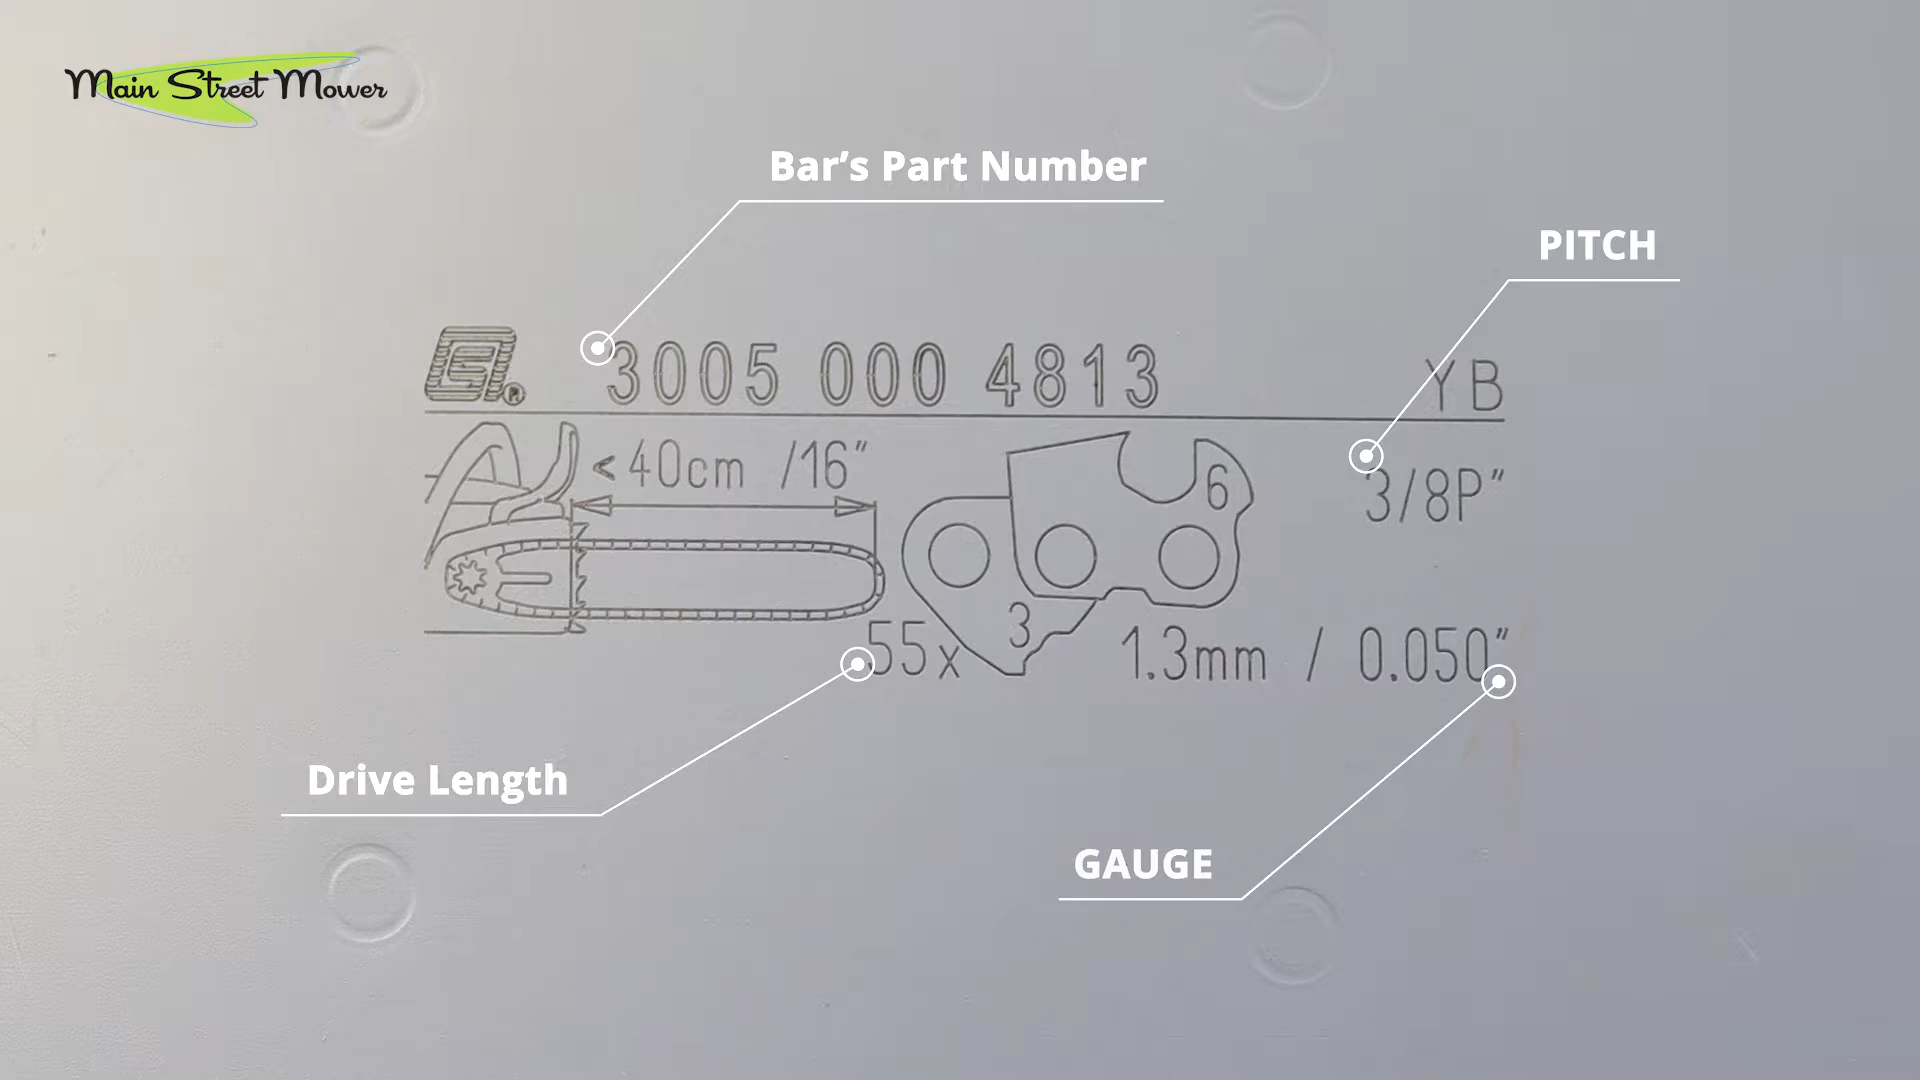 Main Street Mower
Bar’s Part Number
PITCH
3005 000 4813 YB
< 40cm /16"
6
3/8P"
3
55x
1.3mm / 0.050"
Drive Length
GAUGE